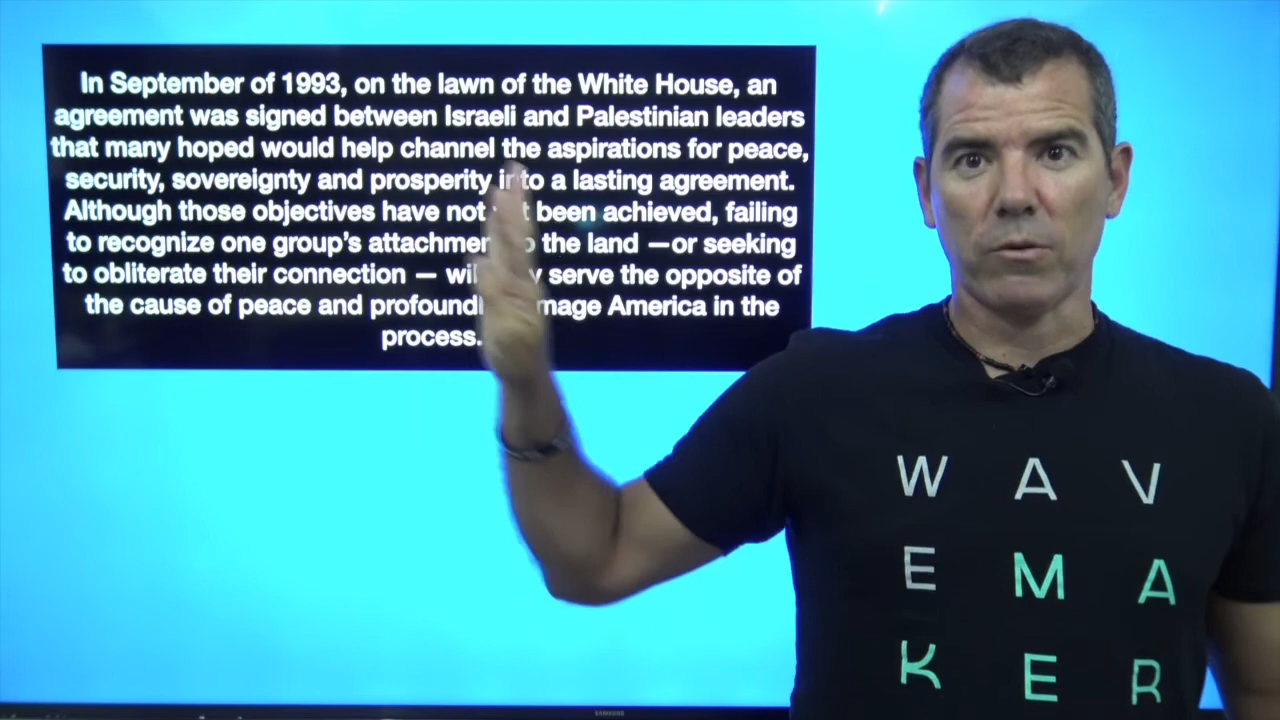 In September of 1993, on the lawn of the White House, an
agreement was signed between Israeli and Palestinian leaders
that many hoped would help channel the aspirations for peace,
security, sovereignty and prosperity into a lasting agreement.
Although those objectives have not been achieved, failing
to recognize one group's attachment the land —or seeking
to obliterate their connection — serve the opposite of
the cause of peace and America in the
process.
W A V
E M A
K E R
SAMSUNG